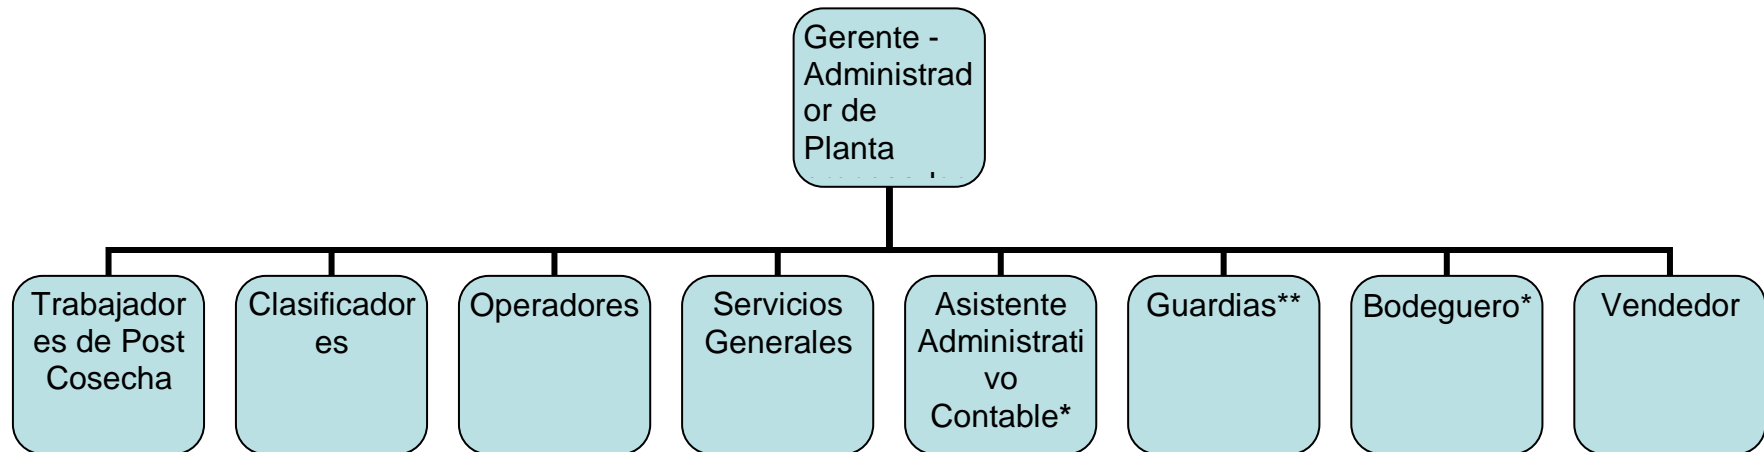 Gerente -
Administrad
or de
Planta
Trabajador
es de Post
Cosecha
Clasificador
es
Operadores
Servicios
Generales
Asistente
Administrati
vo
Contable*
Guardias**
Bodeguero*
Vendedor